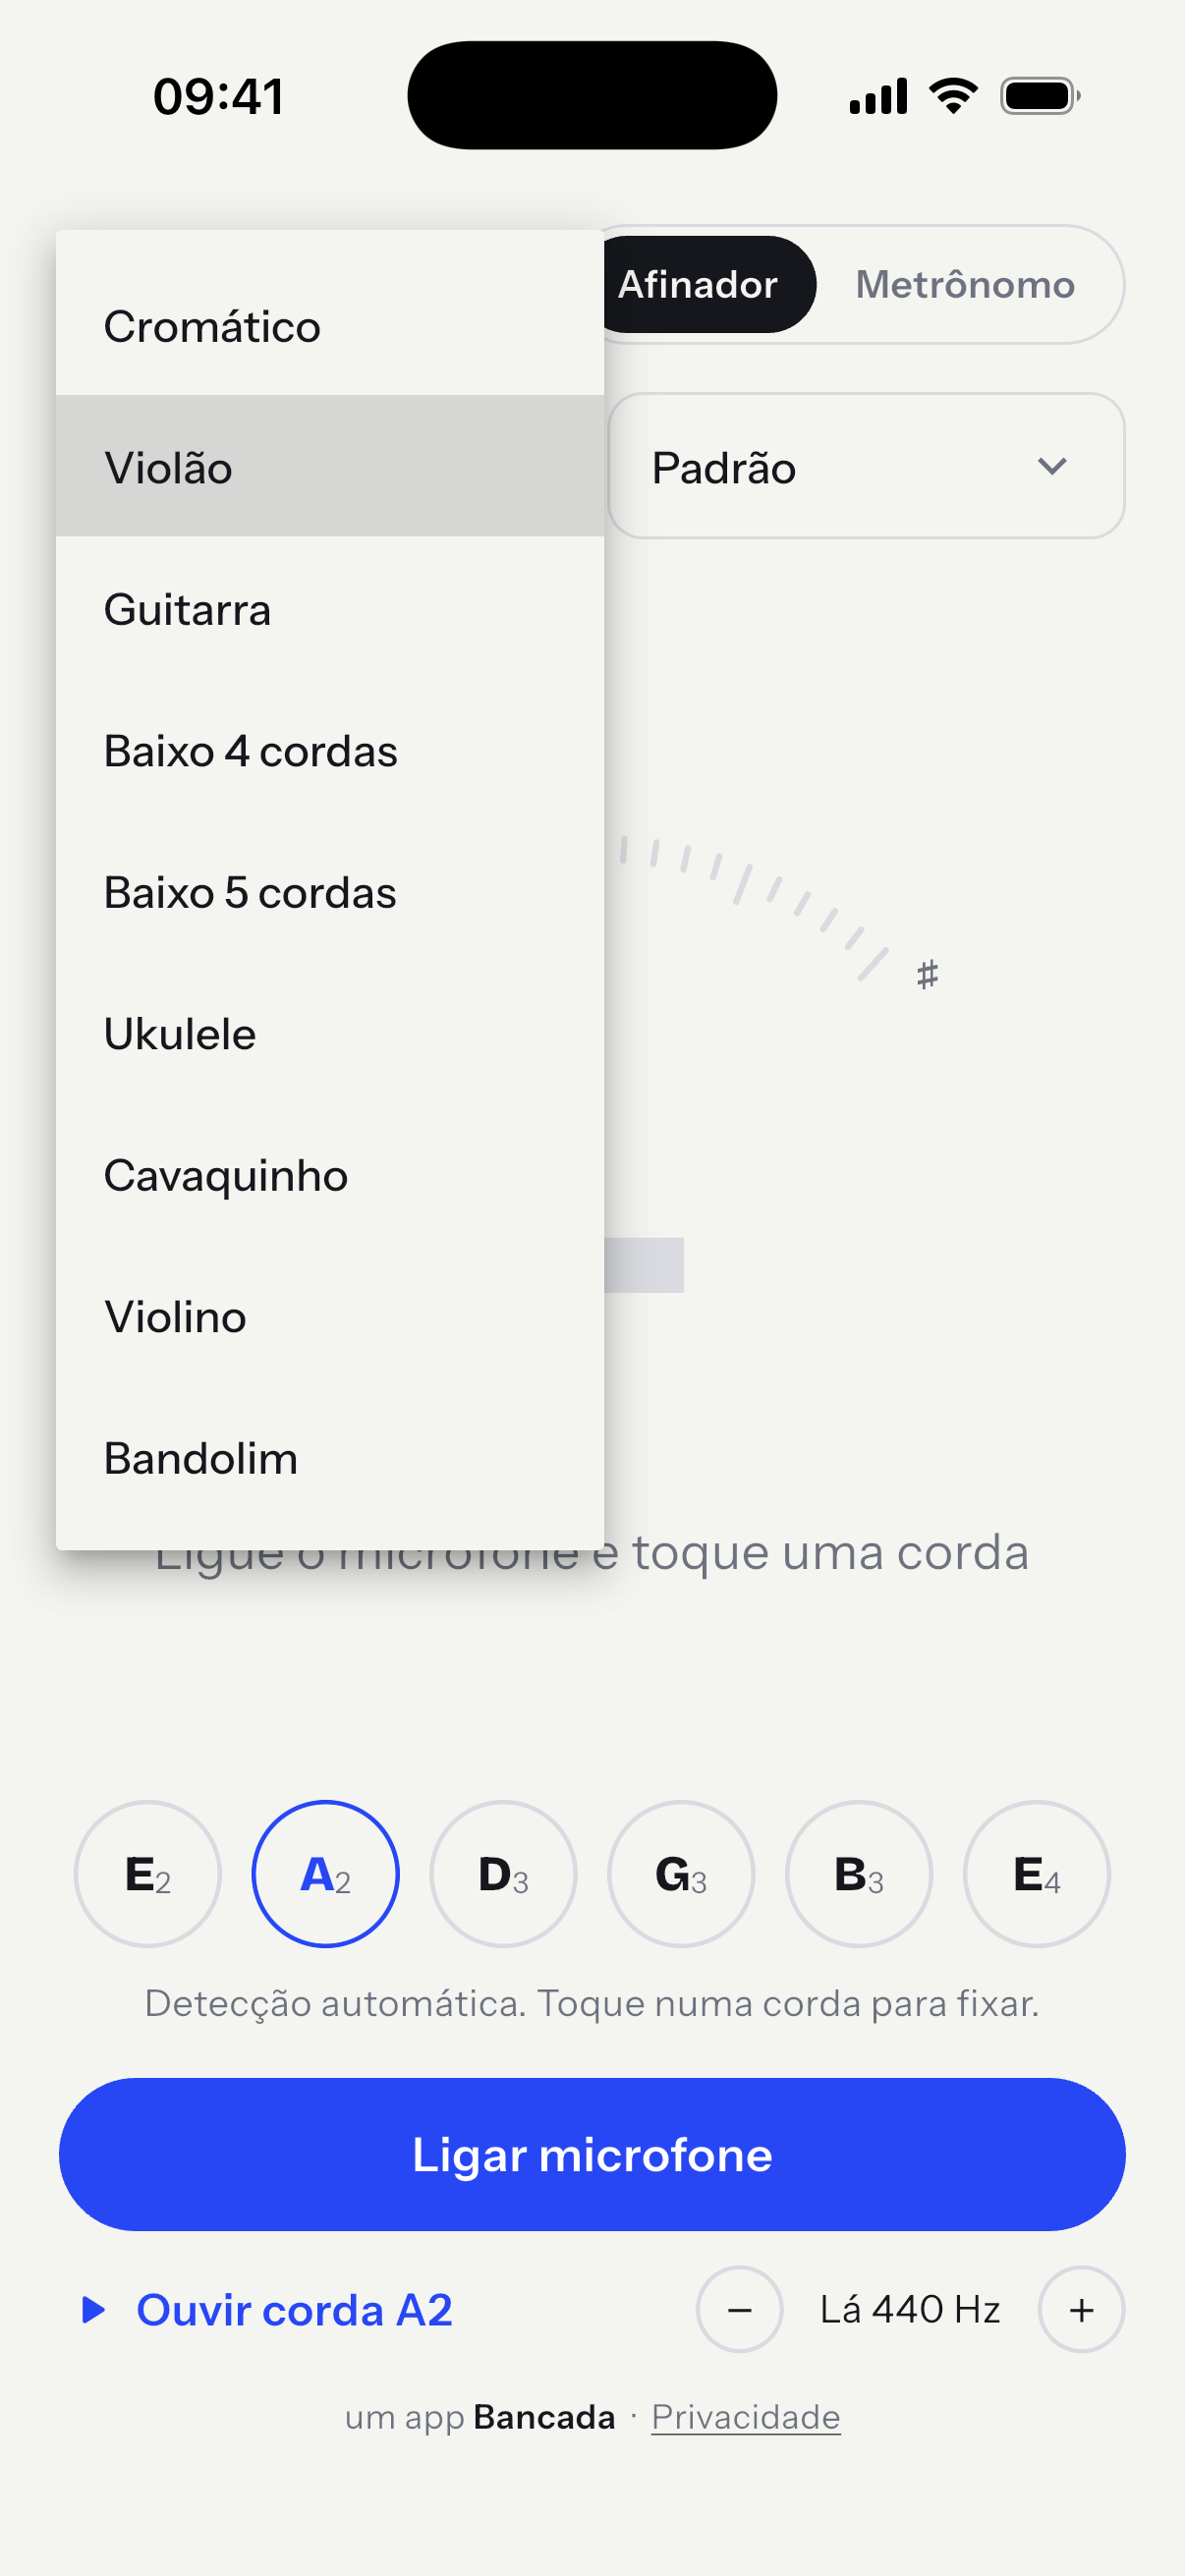 09:41
Afinador Metrônomo
Cromático
Violão
Padrão
Guitarra
Baixo 4 cordas
Baixo 5 cordas
♯
Ukulele
Cavaquinho
Violino
Bandolim
Ligue o microfone e toque uma corda
E2 A2 D3 G3 B3 E4
Detecção automática. Toque numa corda para fixar.
Ligar microfone
Ouvir corda A2
− Lá 440 Hz +
um app Bancada · Privacidade